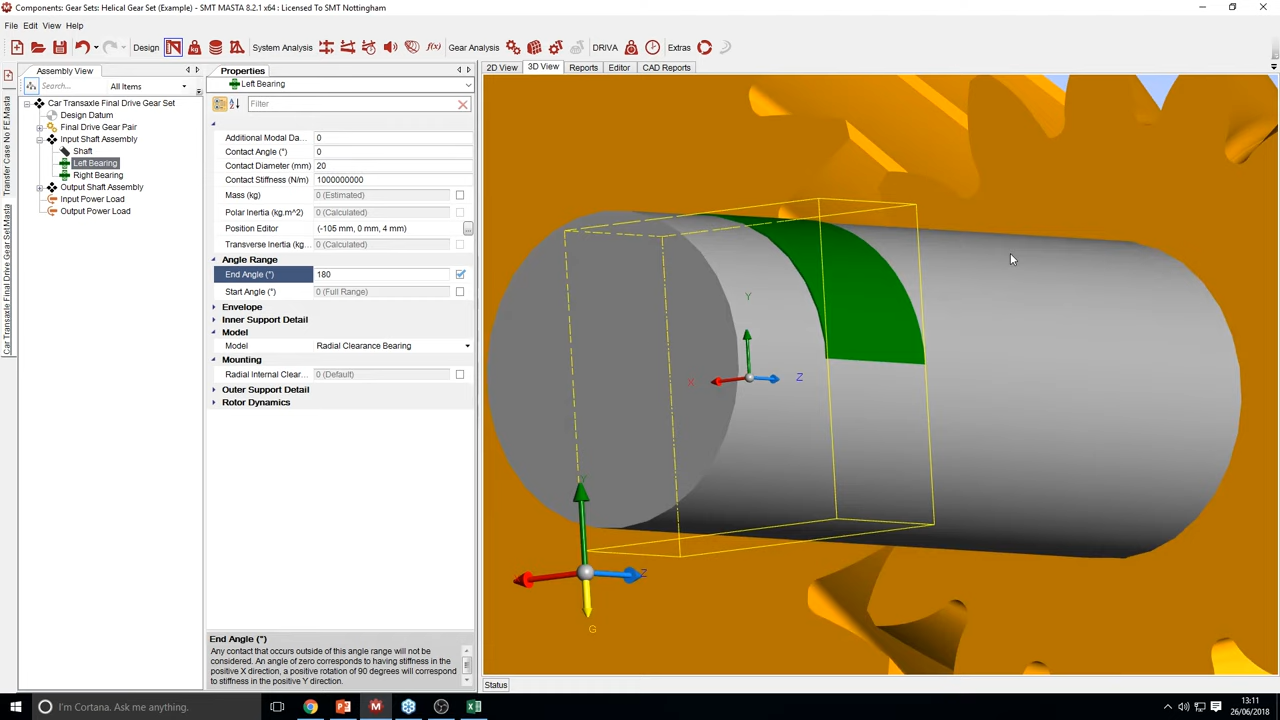 Components: Gear Sets: Helical Gear Set (Example) - SMT MASTA 8.2.1 x64 : Licensed To SMT Nottingham
File Edit View Help
Design System Analysis f(x) Gear Analysis DRIVA Extras
Assembly View
Search... All Items
Car Transaxle Final Drive Gear Set
Design Datum
Final Drive Gear Pair
Input Shaft Assembly
Shaft
Left Bearing
Right Bearing
Output Shaft Assembly
Input Power Load
Output Power Load
Transfer Case No FE.Masta
Car Transaxle Final Drive Gear Set.Masta
Properties
Left Bearing
Filter
Additional Modal Da... 0
Contact Angle (°) 0
Contact Diameter (mm) 20
Contact Stiffness (N/m) 1000000000
Mass (kg) 0 (Estimated)
Polar Inertia (kg.m^2) 0 (Calculated)
Position Editor (-105 mm, 0 mm, 4 mm) ...
Transverse Inertia (kg... 0 (Calculated)
Angle Range
End Angle (°) 180
Start Angle (°) 0 (Full Range)
Envelope
Inner Support Detail
Model
Model Radial Clearance Bearing
Mounting
Radial Internal Clear... 0 (Default)
Outer Support Detail
Rotor Dynamics
End Angle (°)
Any contact that occurs outside of this angle range will not be
considered. An angle of zero corresponds to having stiffness in the
positive X direction, a positive rotation of 90 degrees will correspond
to stiffness in the positive Y direction.
2D View 3D View Reports Editor CAD Reports
Y
X
Z
Y
Z
G
Status
I'm Cortana. Ask me anything.
13:11
26/06/2018